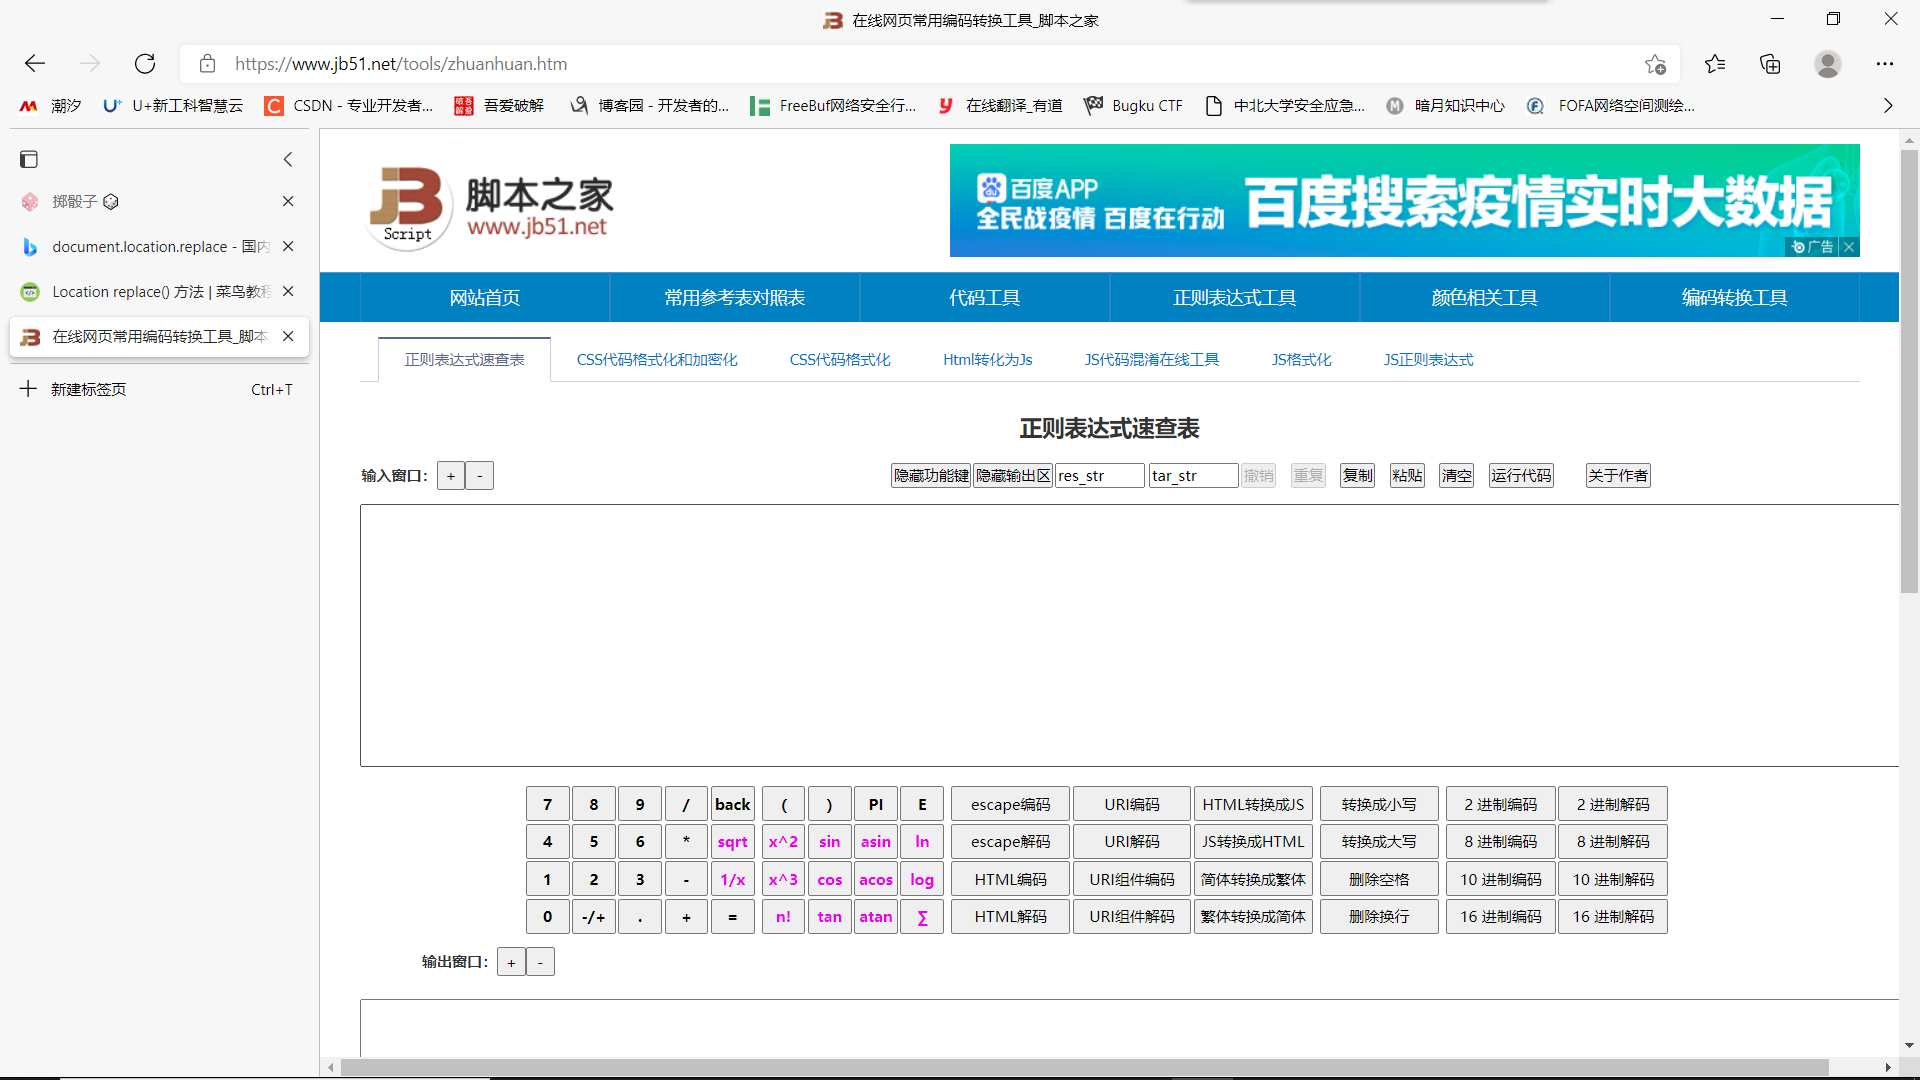 在线网页常用编码转换工具_脚本之家
https://www.jb51.net/tools/zhuanhuan.htm
潮汐 U+新工科智慧云 CSDN - 专业开发者... 吾爱破解 博客园 - 开发者的... FreeBuf网络安全行... 在线翻译_有道 Bugku CTF 中北大学安全应急... 暗月知识中心 FOFA网络空间测绘...
掷骰子
document.location.replace - 国内
Location replace() 方法 | 菜鸟教程
在线网页常用编码转换工具_脚本
新建标签页 Ctrl+T
Script
脚本之家
www.jb51.net
百度APP
全民战疫情 百度在行动
百度搜索疫情实时大数据
广告
网站首页 常用参考表对照表 代码工具 正则表达式工具 颜色相关工具 编码转换工具
正则表达式速查表 CSS代码格式化和加密化 CSS代码格式化 Html转化为Js JS代码混淆在线工具 JS格式化 JS正则表达式
正则表达式速查表
输入窗口： + - 隐藏功能键 隐藏输出区 res_str tar_str 撤销 重复 复制 粘贴 清空 运行代码 关于作者
7 8 9 / back ( ) PI E escape编码 URI编码 HTML转换成JS 转换成小写 2 进制编码 2 进制解码
4 5 6 * sqrt x^2 sin asin ln escape解码 URI解码 JS转换成HTML 转换成大写 8 进制编码 8 进制解码
1 2 3 - 1/x x^3 cos acos log HTML编码 URI组件编码 简体转换成繁体 删除空格 10 进制编码 10 进制解码
0 -/+ . + = n! tan atan ∑ HTML解码 URI组件解码 繁体转换成简体 删除换行 16 进制编码 16 进制解码
输出窗口： + -